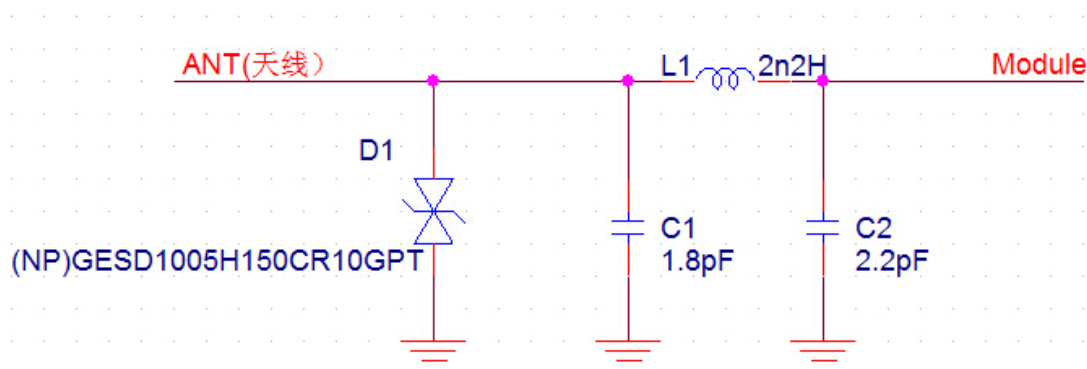 ANT(天线）
L1
2n2H
Module
D1
C1
1.8pF
C2
2.2pF
(NP)GESD1005H150CR10GPT